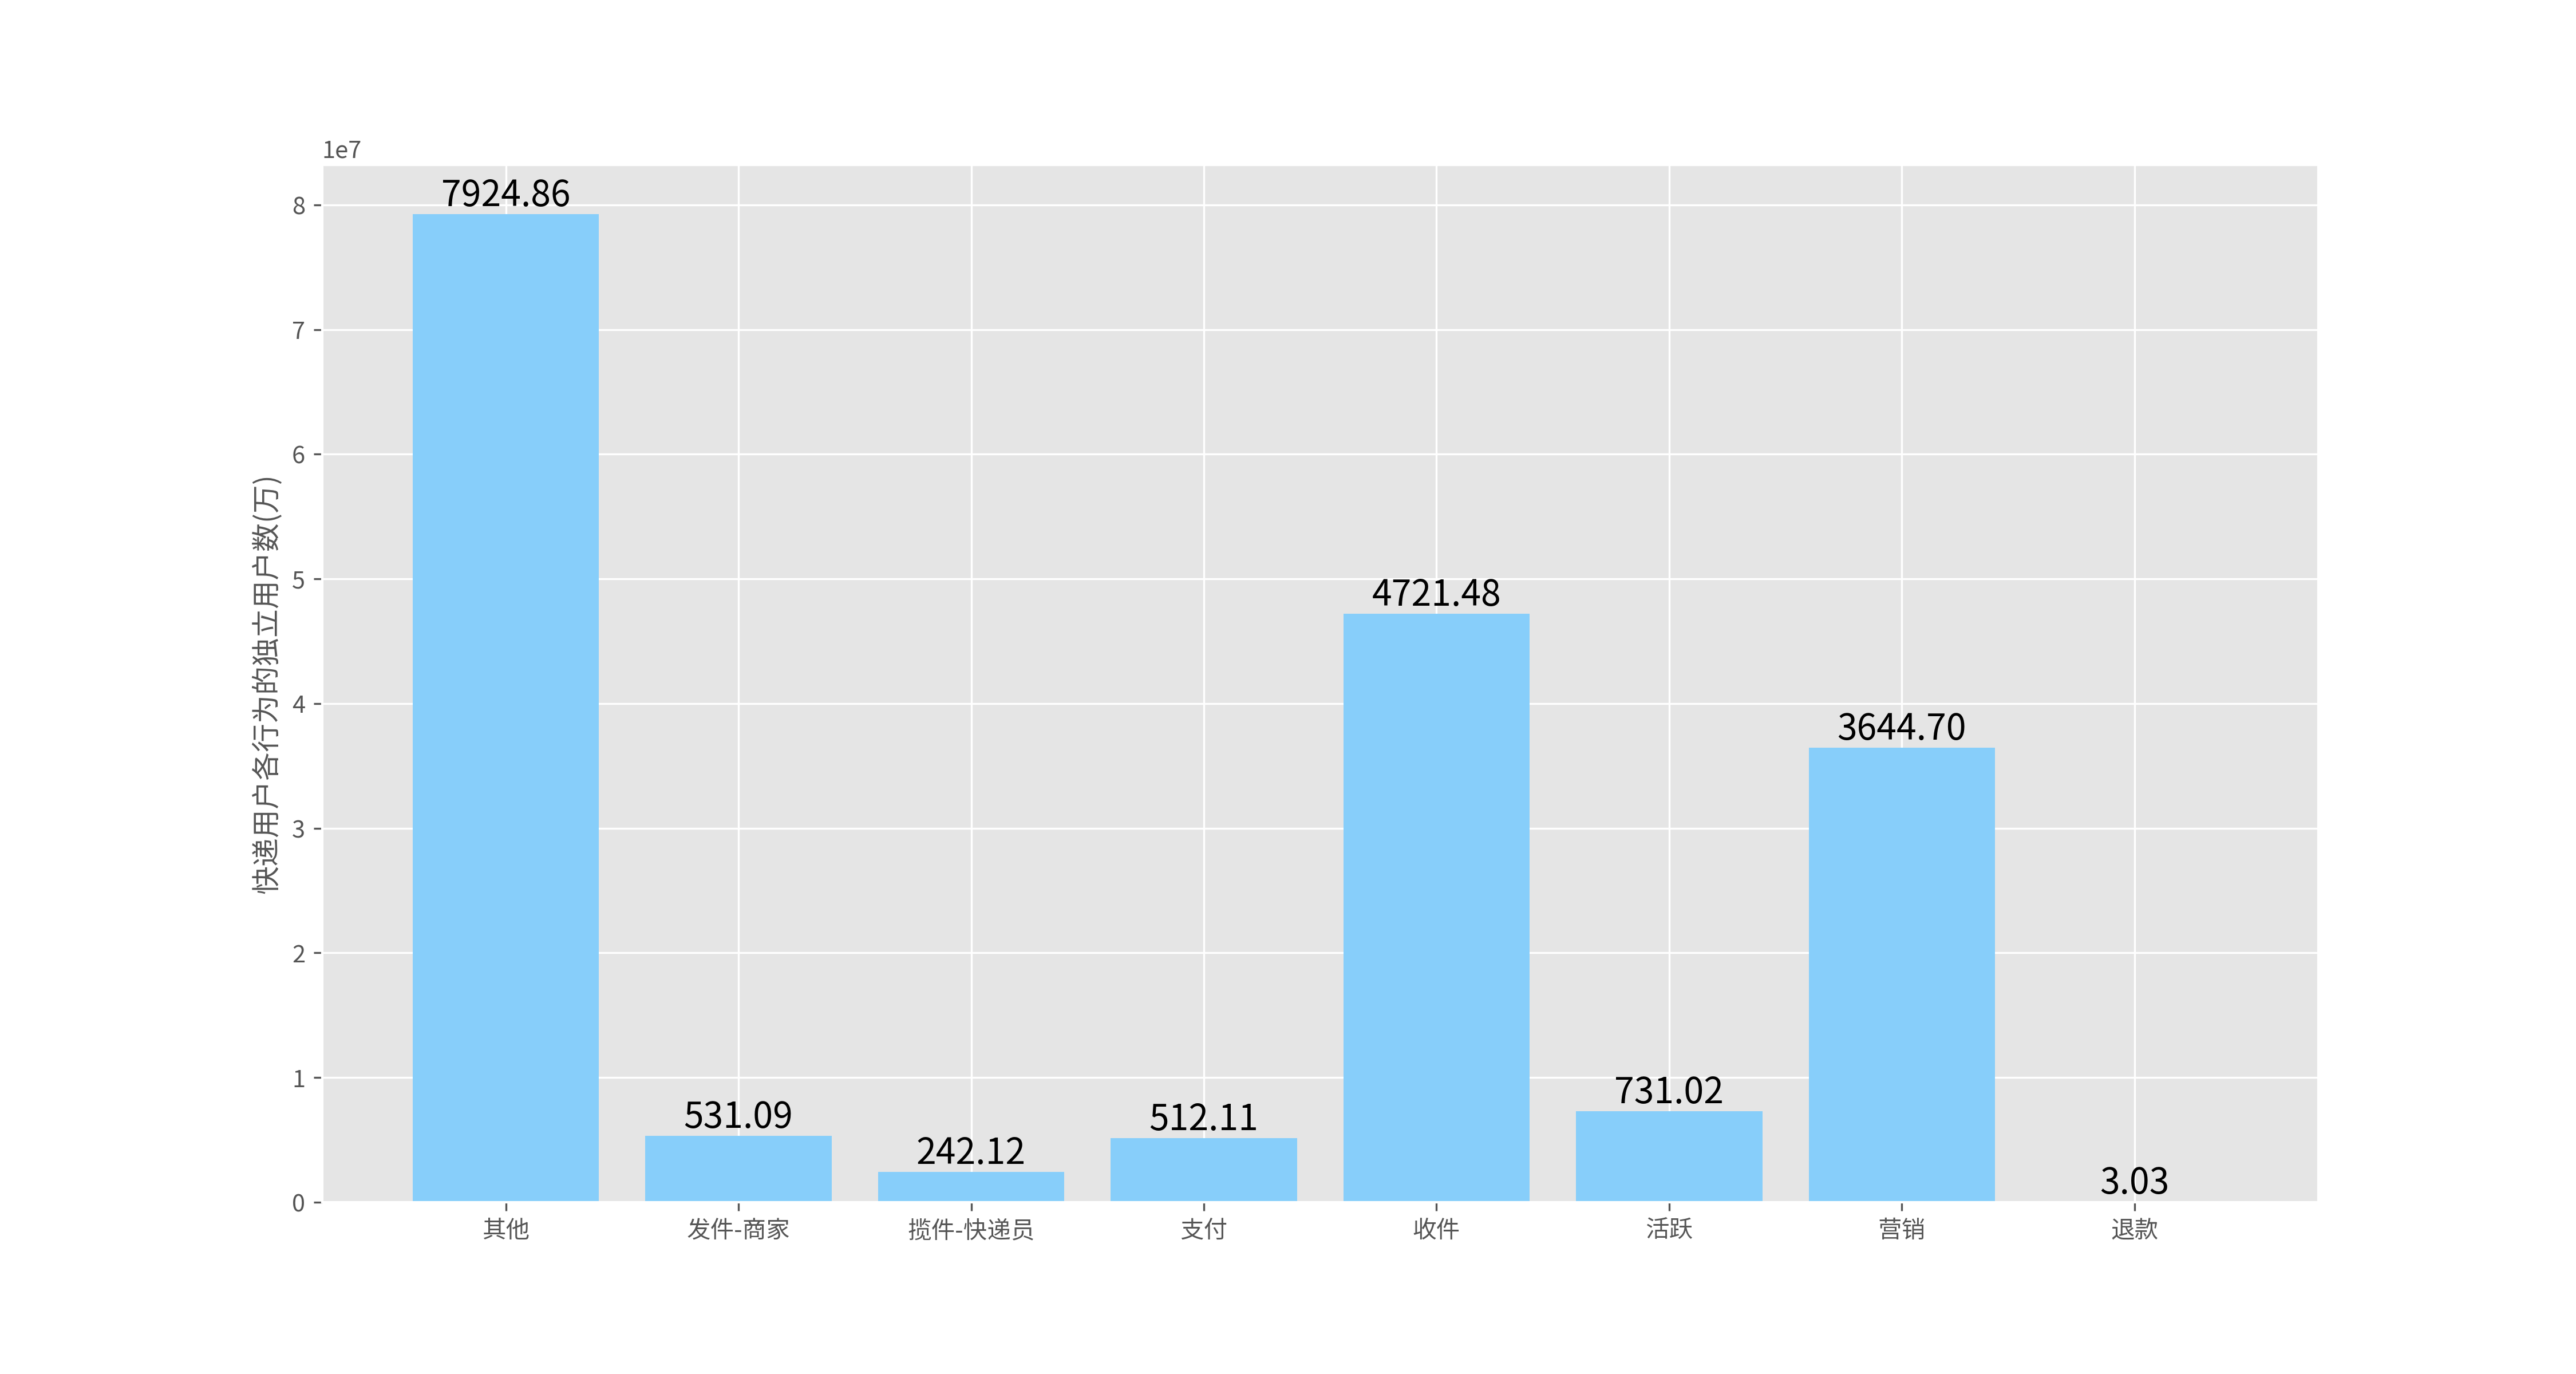 1e7
快递用户各行为的独立用户数(万)
8
7
6
5
4
3
2
1
0
7924.86
531.09
242.12
512.11
4721.48
731.02
3644.70
3.03
其他
发件-商家
揽件-快递员
支付
收件
活跃
营销
退款